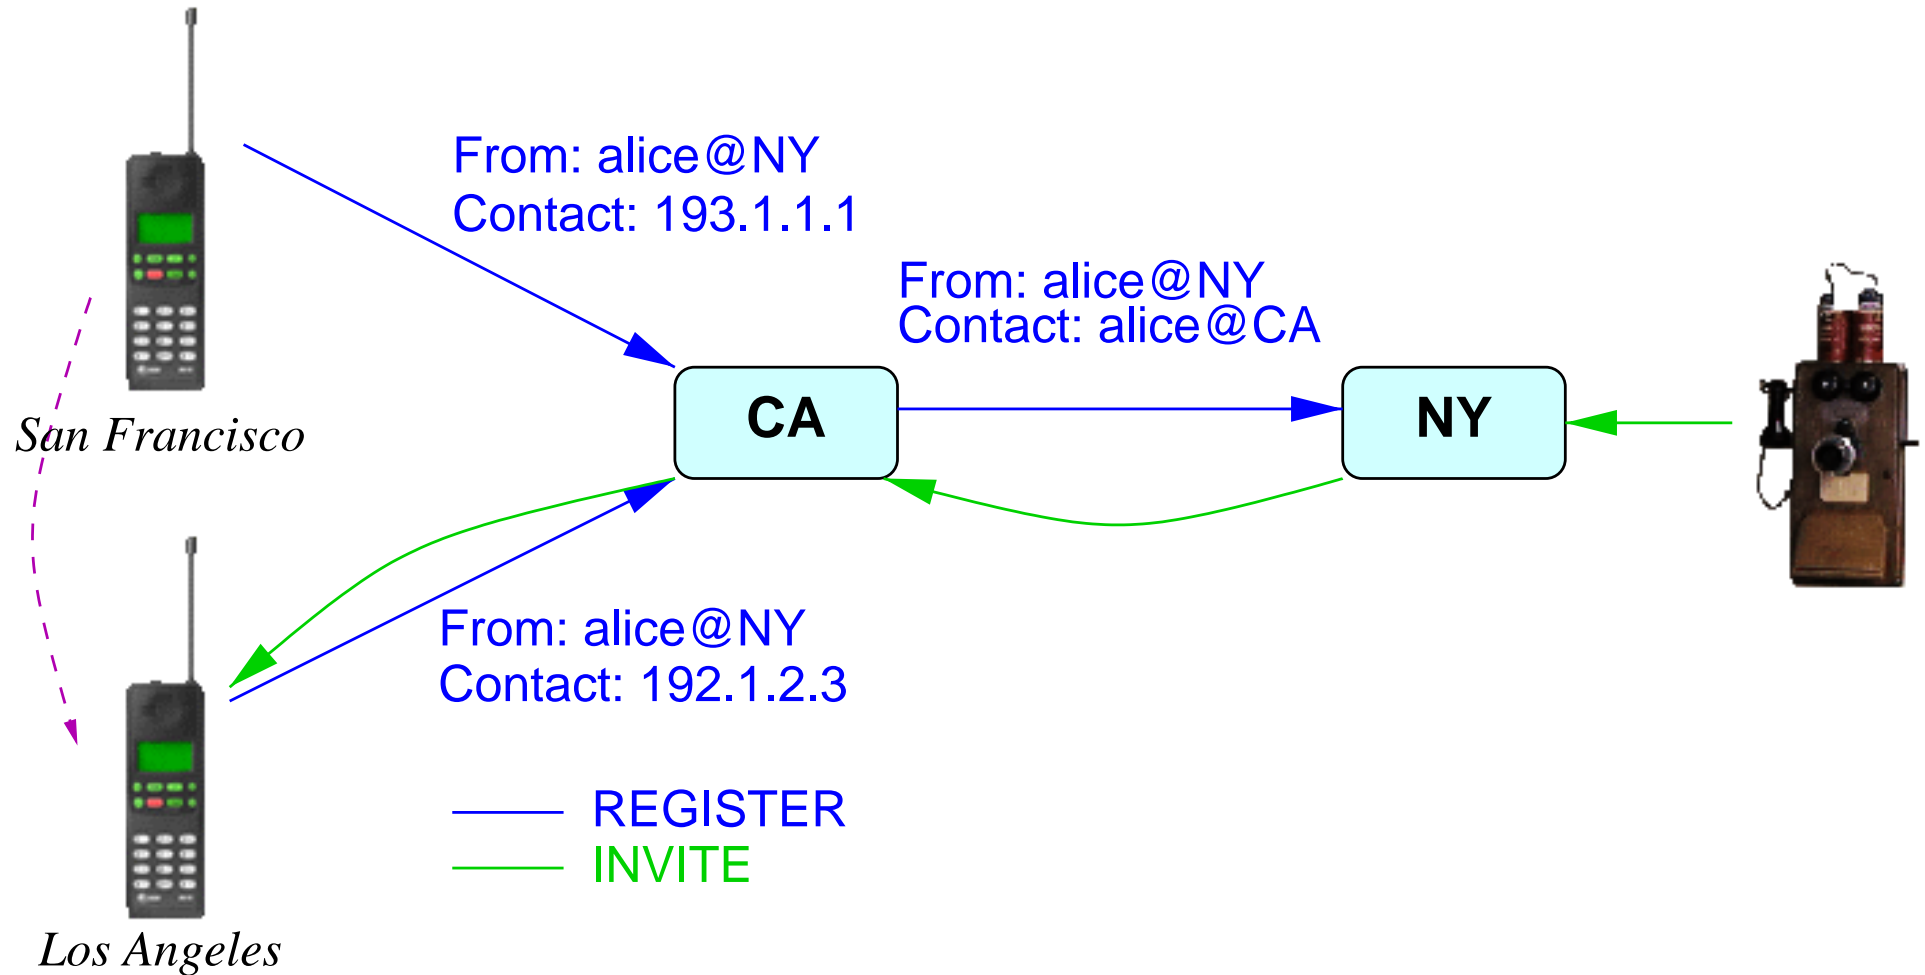 From: alice@NY
Contact: 193.1.1.1
From: alice@NY
Contact: alice@CA
CA
NY
San Francisco
From: alice@NY
Contact: 192.1.2.3
REGISTER
INVITE
Los Angeles